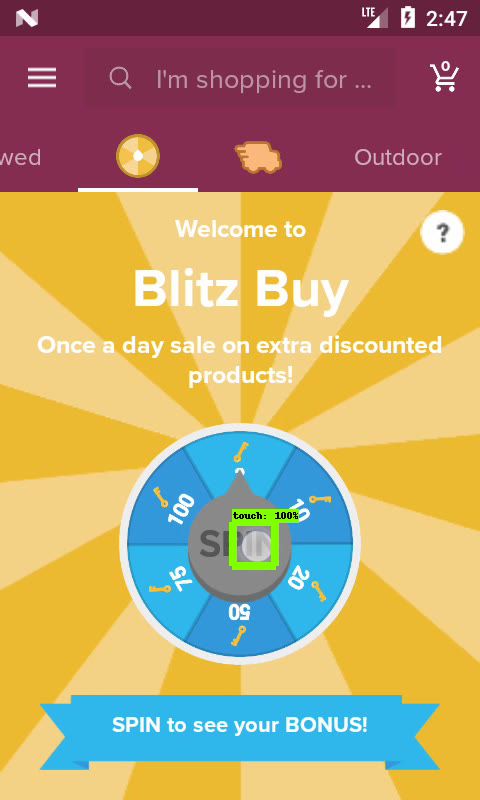 LTE 2:47
I'm shopping for ... 0
wed Outdoor
Welcome to ?
Blitz Buy
Once a day sale on extra discounted
products!
100
touch: 100%
SPIN
75
20
50
SPIN to see your BONUS!